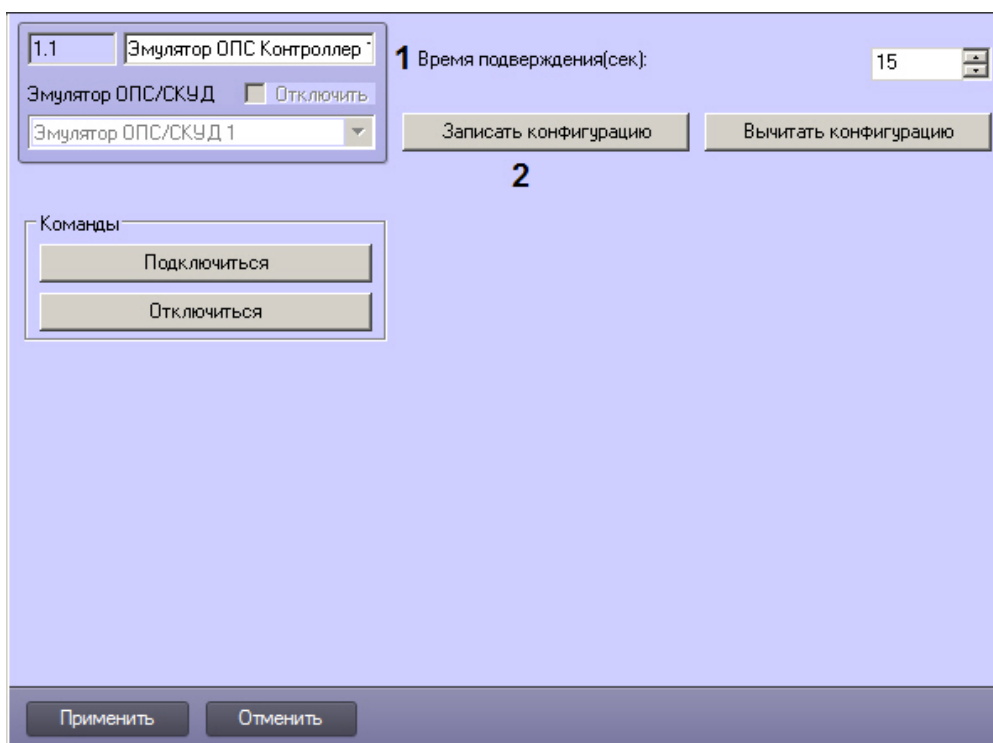 1.1 Эмулятор ОПС Контроллер 1
Эмулятор ОПС/СКУД Отключить
Эмулятор ОПС/СКУД 1
1 Время подверждения(сек): 15
Записать конфигурацию Вычитать конфигурацию
2
Команды
Подключиться
Отключиться
Применить Отменить